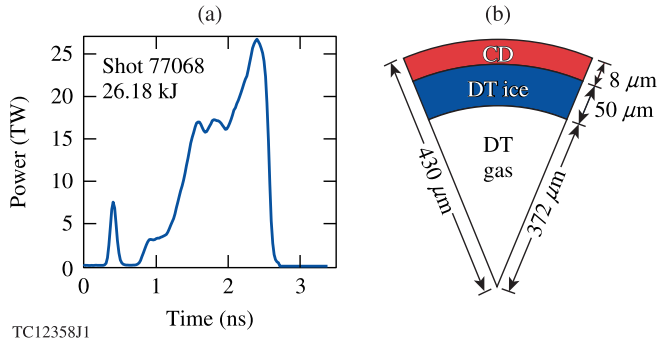 (a)
25
20
15
10
5
0
Power (TW)
Shot 77068
26.18 kJ
0
1
2
3
Time (ns)
TC12358J1
(b)
CD
DT ice
DT
gas
8 μm
50 μm
430 μm
372 μm